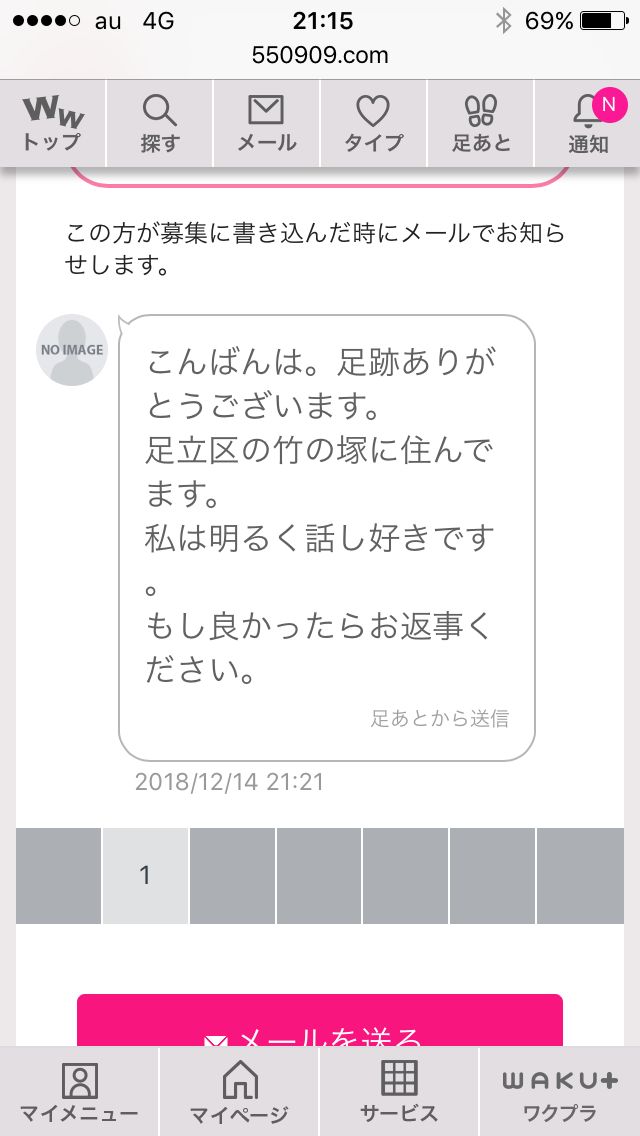 au 4G 21:15 69%
550909.com
トップ 探す メール タイプ 足あと 通知
N
この方が募集に書き込んだ時にメールでお知ら
せします。
NO IMAGE
こんばんは。足跡ありが
とうございます。
足立区の竹の塚に住んで
ます。
私は明るく話し好きです
。
もし良かったらお返事く
ださい。
足あとから送信
2018/12/14 21:21
1
メールを送る
マイメニュー マイページ サービス WAKU+ ワクプラ